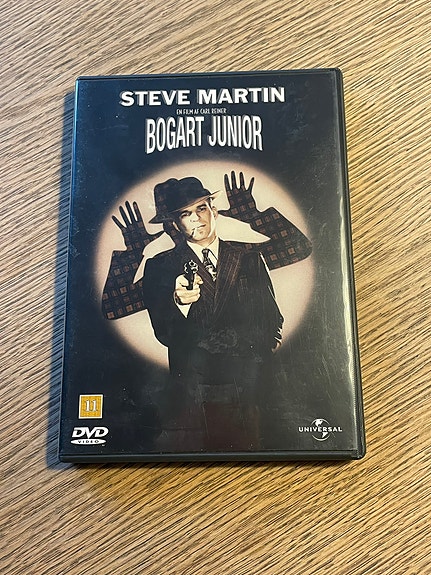 STEVE MARTIN
EN FILM AF CARL REINER
BOGART JUNIOR
11
DVD
VIDEO
UNIVERSAL